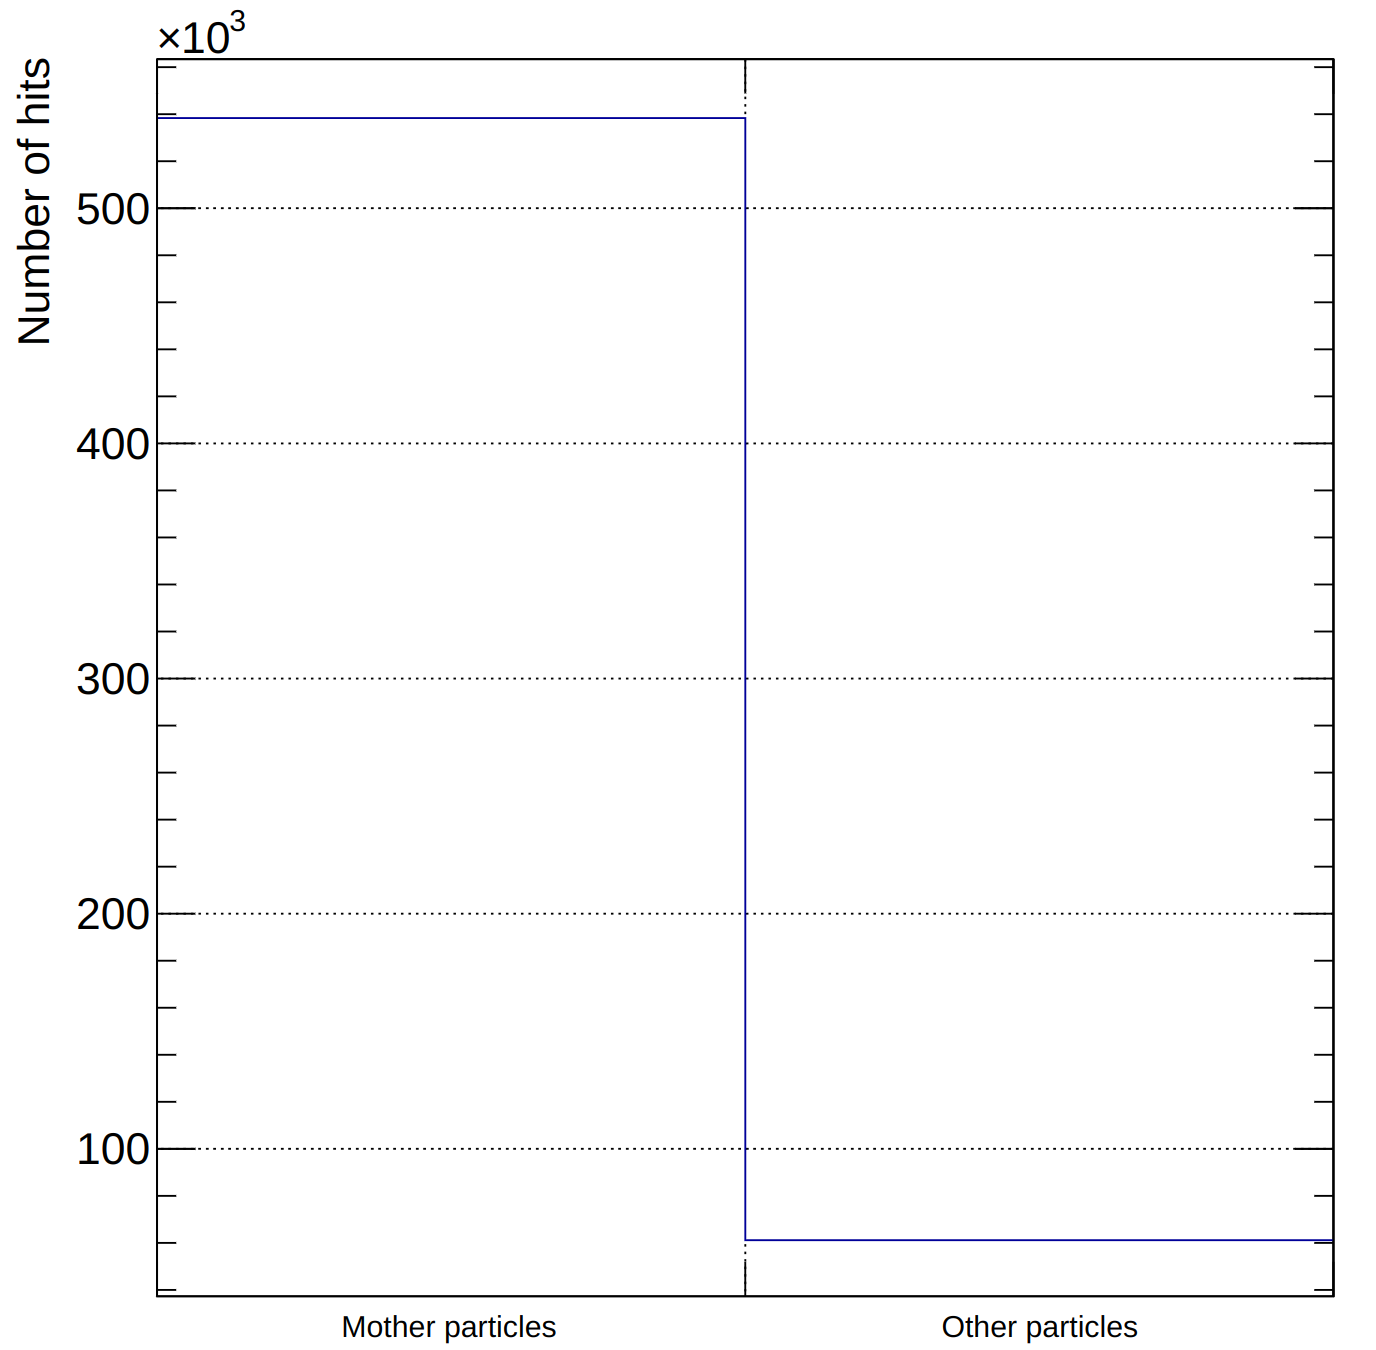 ×10³
Number of hits
500
400
300
200
100
Mother particles
Other particles